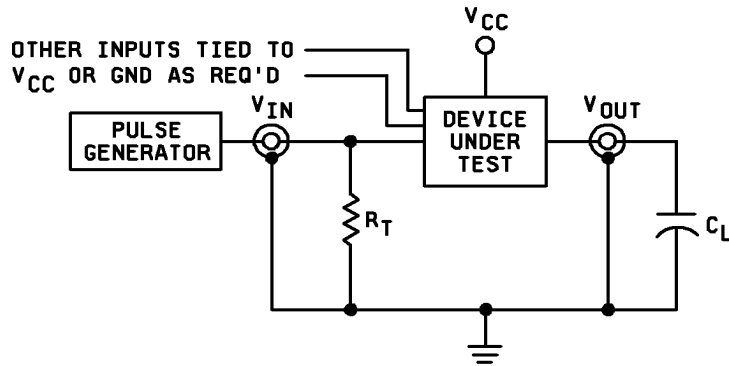 VCC
OTHER INPUTS TIED TO
VCC OR GND AS REQ'D
VIN
VOUT
PULSE
GENERATOR
DEVICE
UNDER
TEST
RT
CL